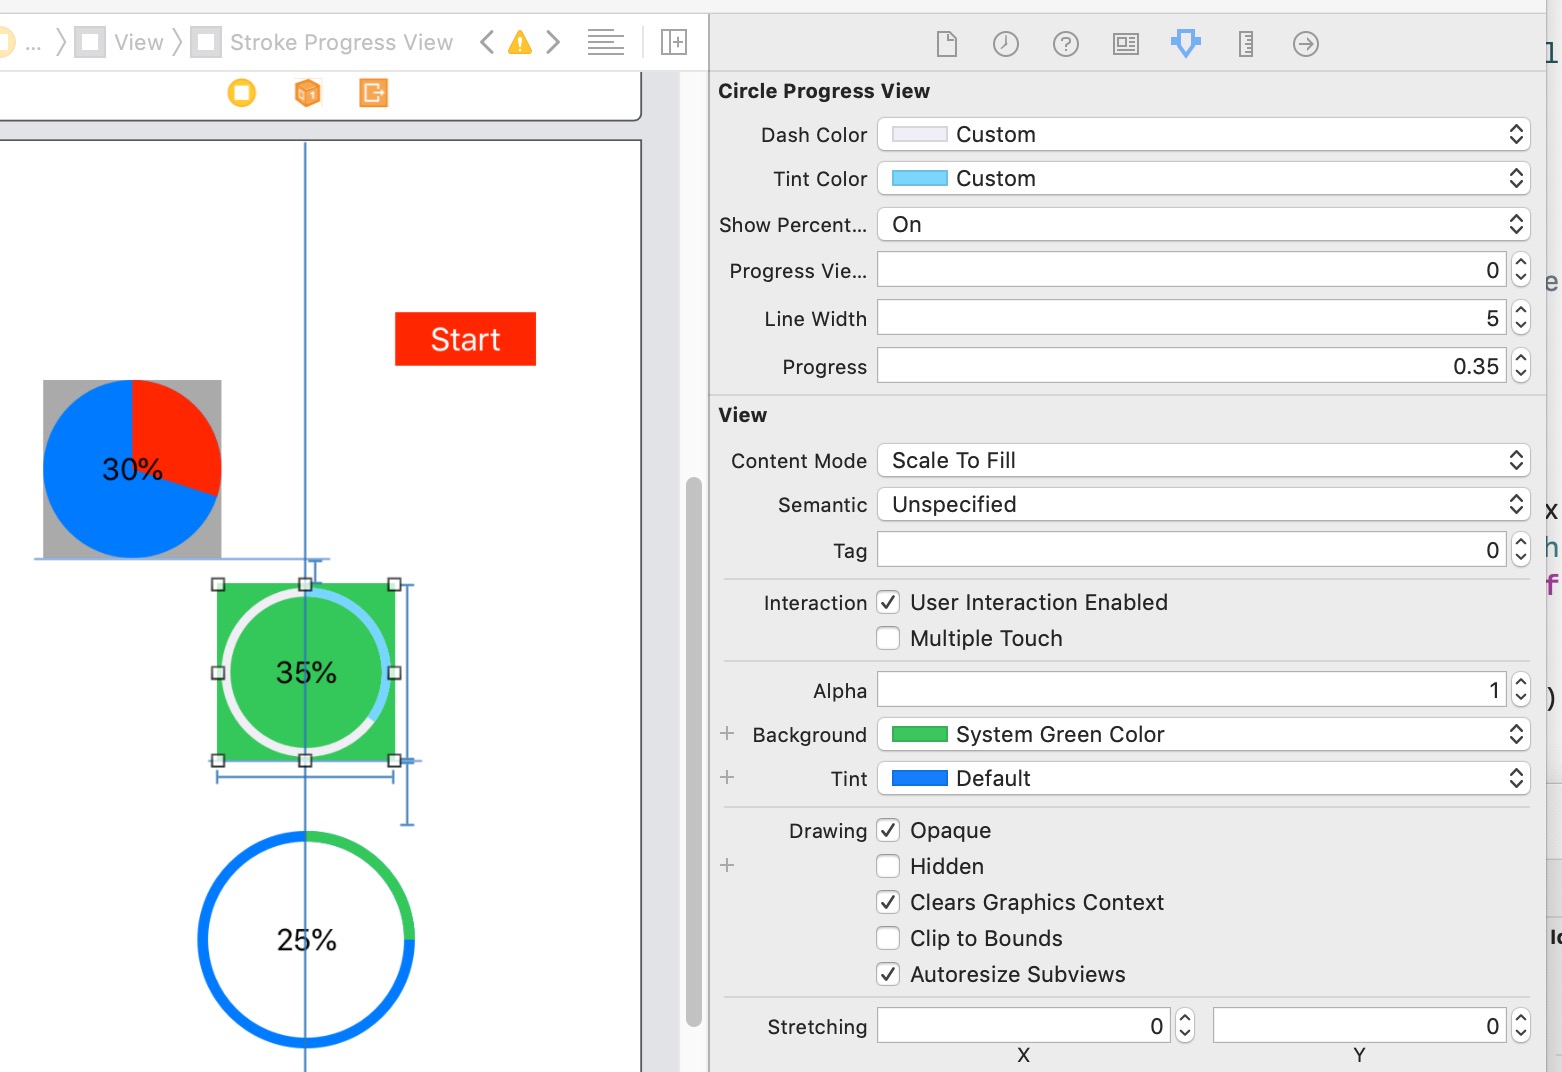 ... View Stroke Progress View
Circle Progress View
Dash Color Custom
Tint Color Custom
Show Percent... On
Progress Vie... 0
Line Width 5
Progress 0.35
View
Content Mode Scale To Fill
Semantic Unspecified
Tag 0
Interaction User Interaction Enabled
Multiple Touch
Alpha 1
Background System Green Color
Tint Default
Drawing Opaque
Hidden
Clears Graphics Context
Clip to Bounds
Autoresize Subviews
Stretching 0 0
X Y
Start
30%
35%
25%